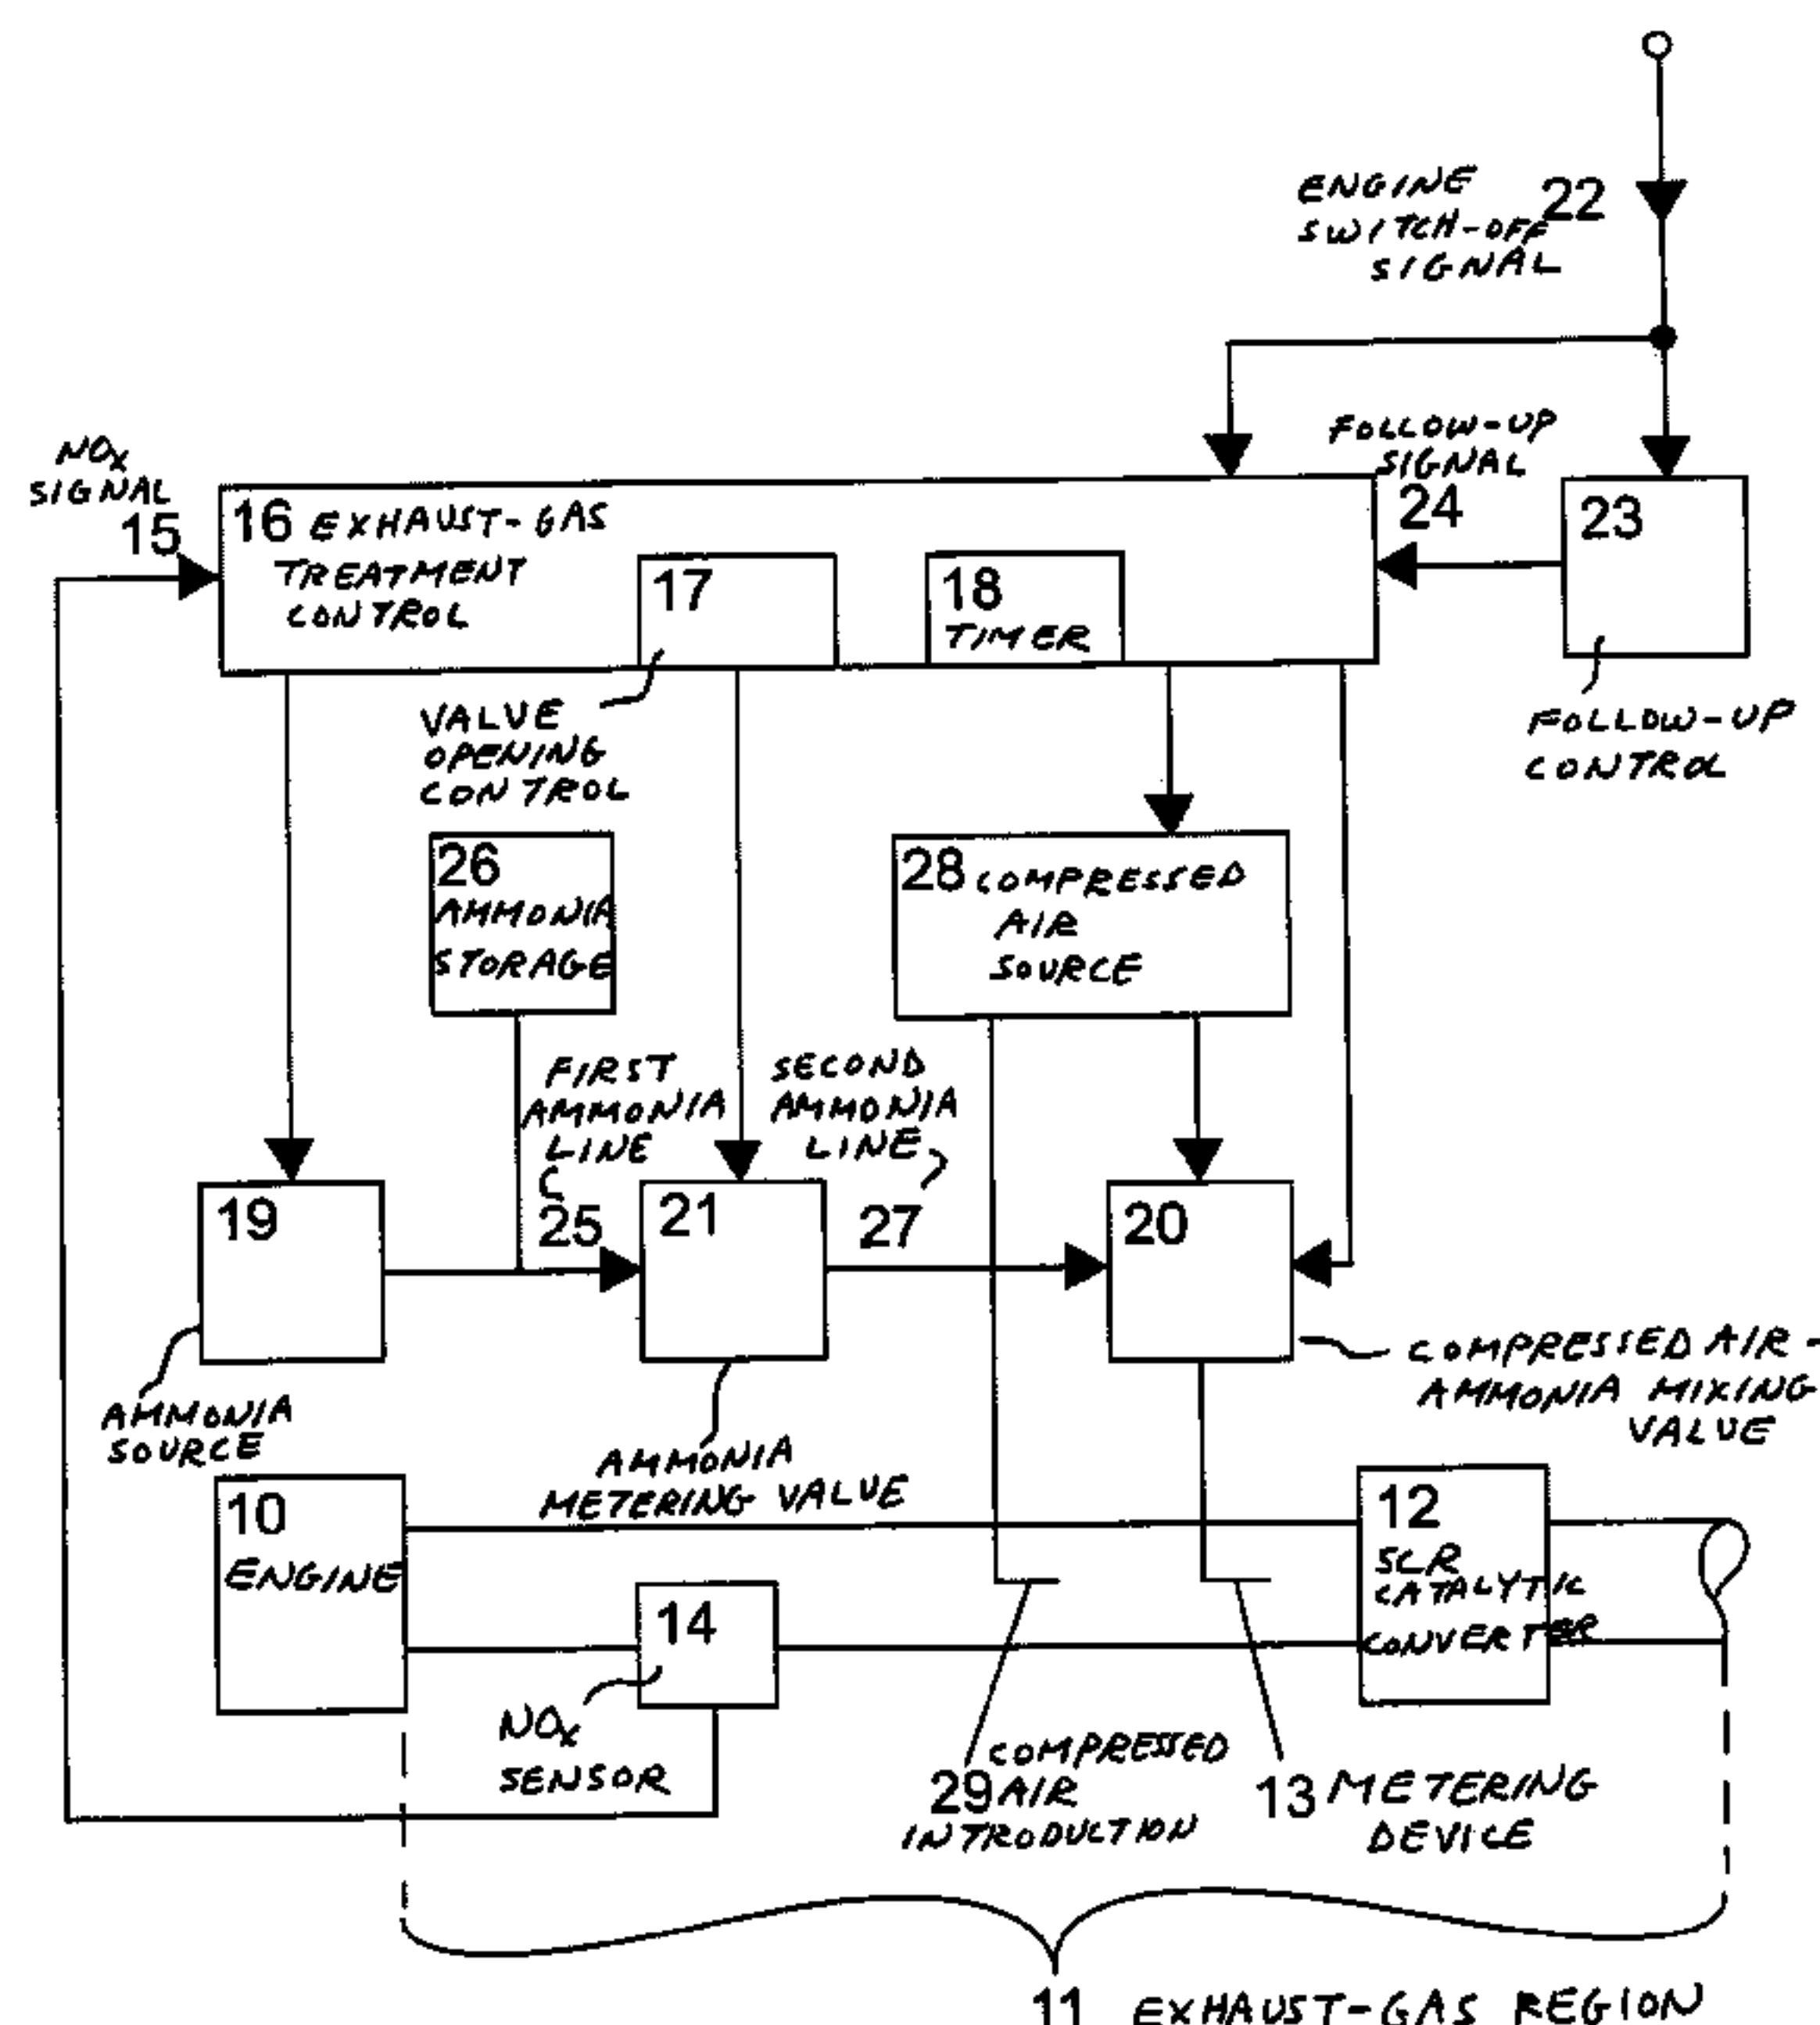 ENGINE 22
SWITCH-OFF
SIGNAL
NOX
SIGNAL
15
16 EXHAUST-GAS
TREATMENT
CONTROL
17
18
TIMER
FOLLOW-UP
SIGNAL
24
23
FOLLOW-UP
CONTROL
VALUE
OPENING
CONTROL
26
AMMONIA
STORAGE
28 COMPRESSED
AIR
SOURCE
FIRST
AMMONIA
LINE
25
SECOND
AMMONIA
LINE
27
19
21
20
AMMONIA
SOURCE
AMMONIA
METERING VALUE
COMPRESSED AIR-
AMMONIA MIXING
VALUE
10
ENGINE
14
12
SCR
CATALYTIC
CONVERTER
NOX
SENSOR
COMPRESSED
29 AIR
INTRODUCTION
13 METERING
DEVICE
11 EXHAUST-GAS REGION